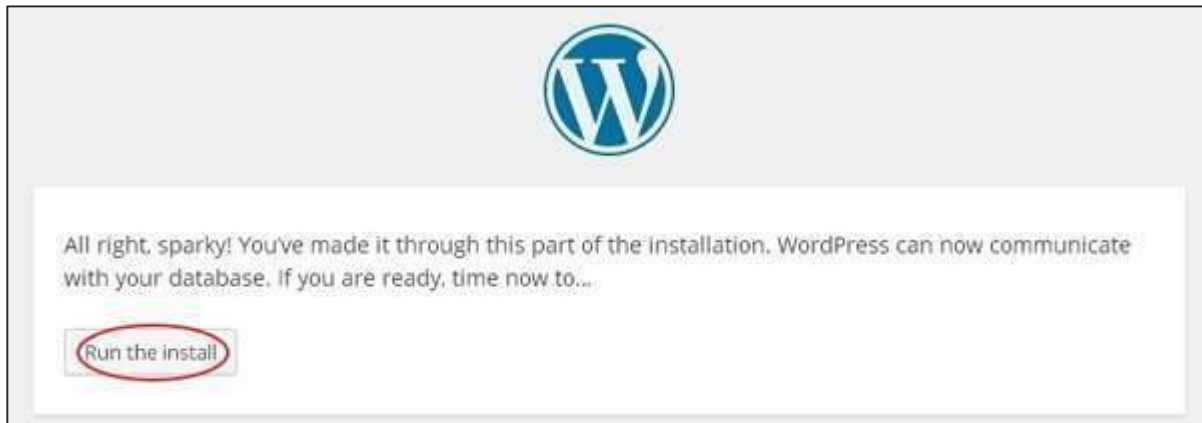 All right, sparky! You've made it through this part of the installation. WordPress can now communicate
with your database. If you are ready, time now to...
Run the install